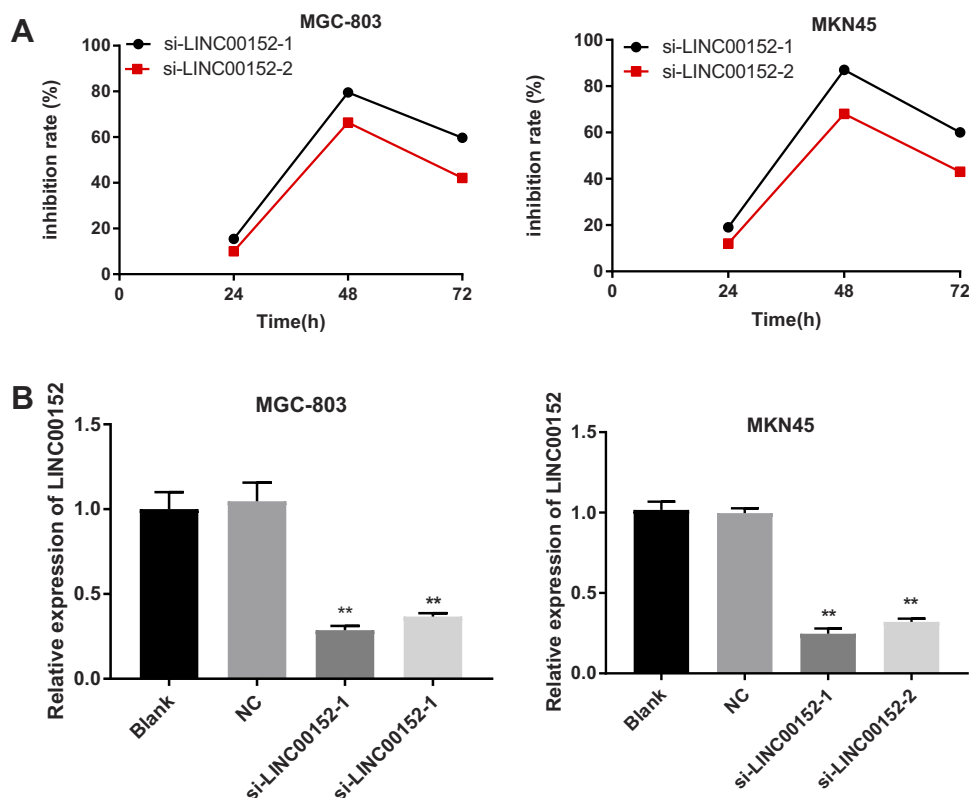 A
MGC-803
si-LINC00152-1
si-LINC00152-2
inhibition rate (%)
100
80
60
40
20
0
0 24 48 72
Time(h)
MKN45
si-LINC00152-1
si-LINC00152-2
inhibition rate (%)
100
80
60
40
20
0
0 24 48 72
Time(h)
B
MGC-803
Relative expression of LINC00152
1.5
1.0
0.5
0.0
** **
Blank
NC
si-LINC00152-1
si-LINC00152-1
MKN45
Relative expression of LINC00152
1.5
1.0
0.5
0.0
** **
Blank
NC
si-LINC00152-1
si-LINC00152-2